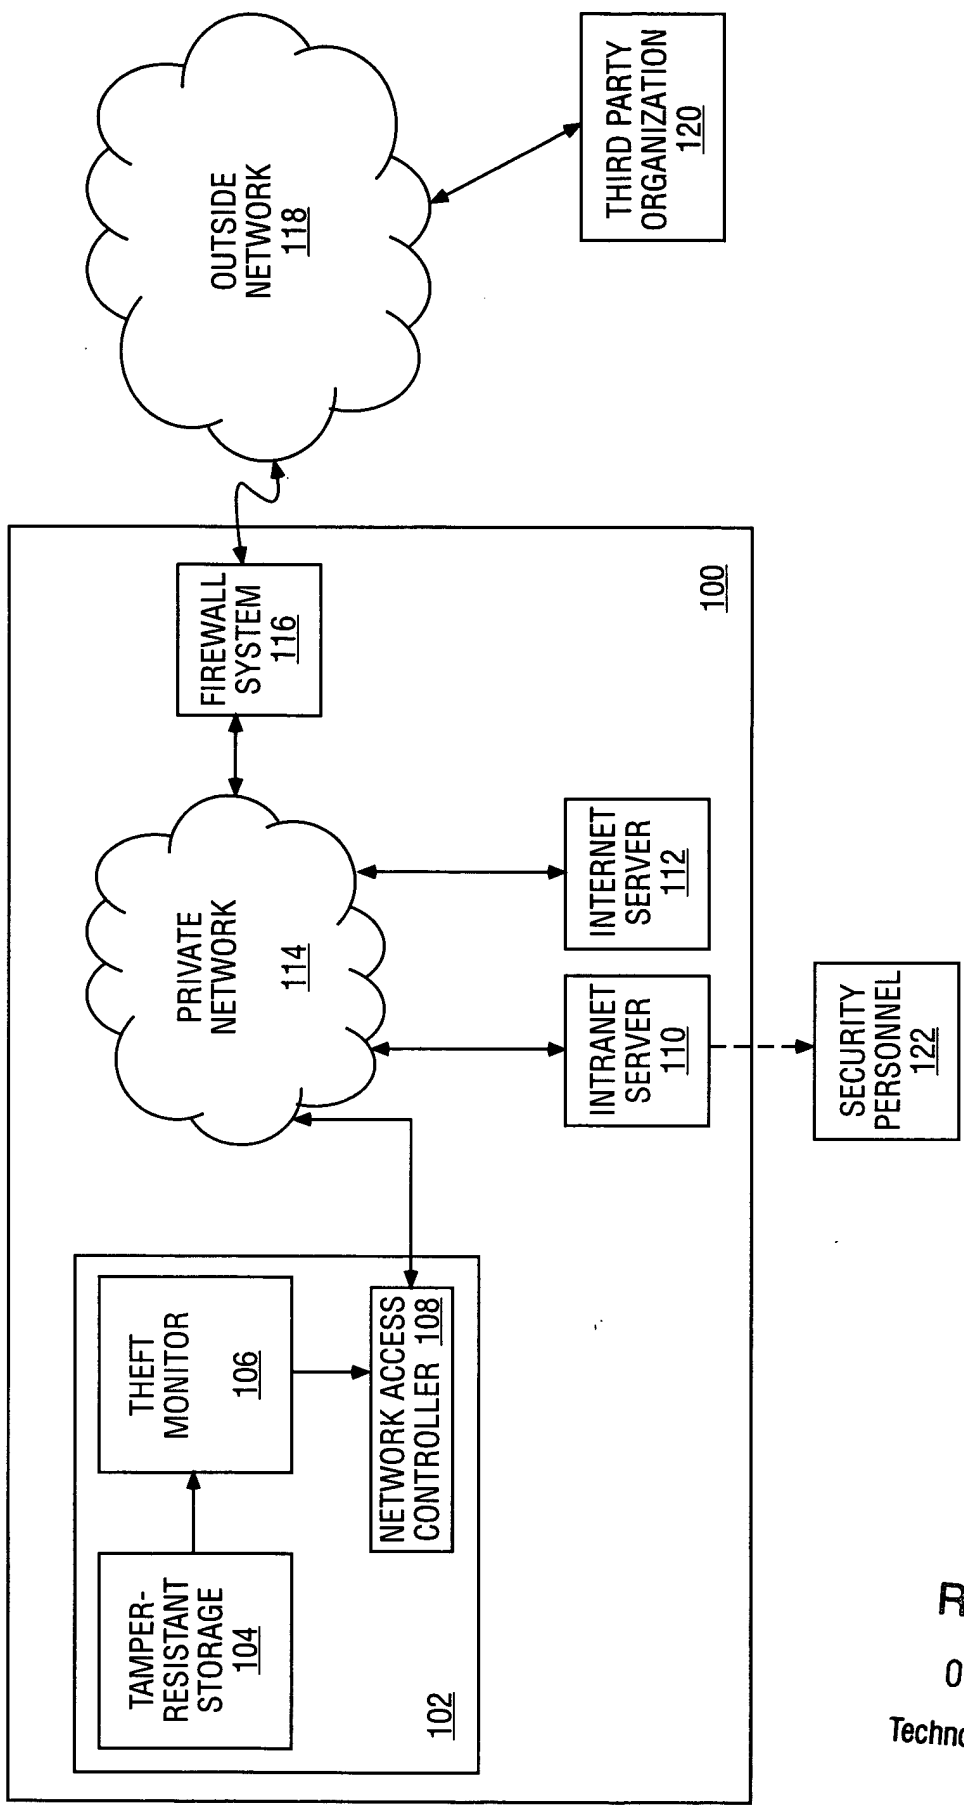 TAMPER-
RESISTANT
STORAGE
104
THEFT
MONITOR
106
NETWORK ACCESS
CONTROLLER 108
102
PRIVATE
NETWORK
114
FIREWALL
SYSTEM
116
INTRANET
SERVER
110
INTERNET
SERVER
112
100
OUTSIDE
NETWORK
118
THIRD PARTY
ORGANIZATION
120
SECURITY
PERSONNEL
122